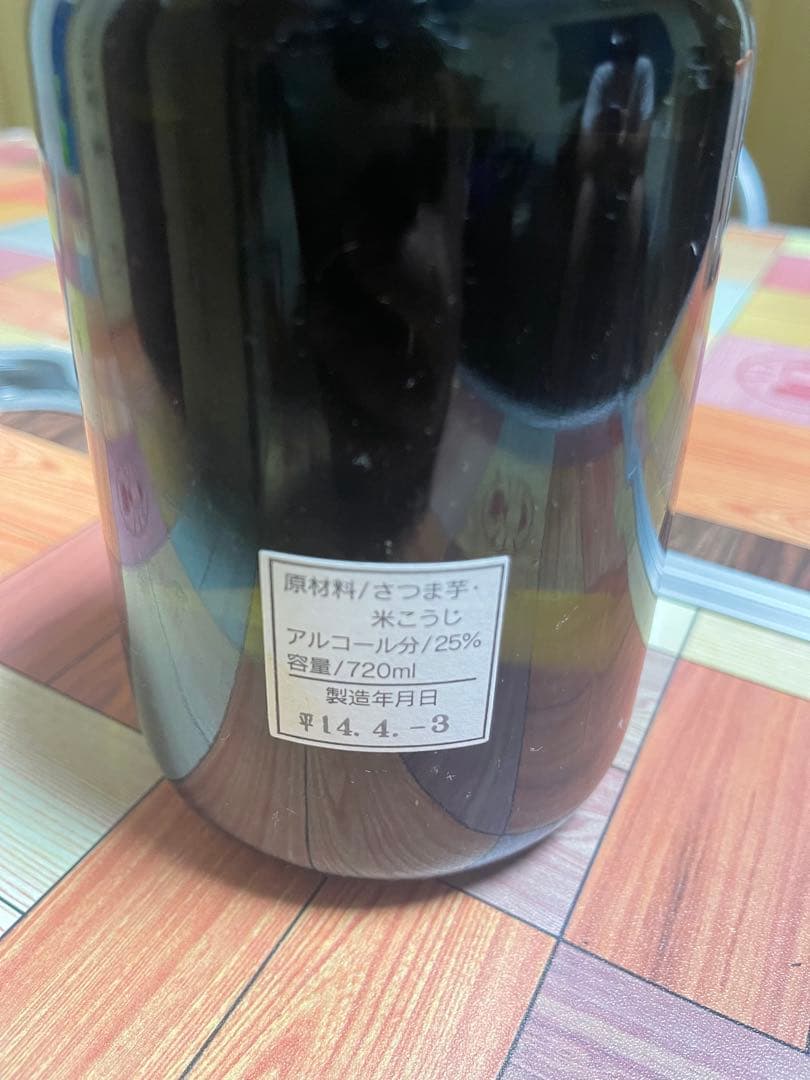 原材料/さつま芋・
米こうじ
アルコール分/25%
容量/720ml
製造年月日
平14.4.-3